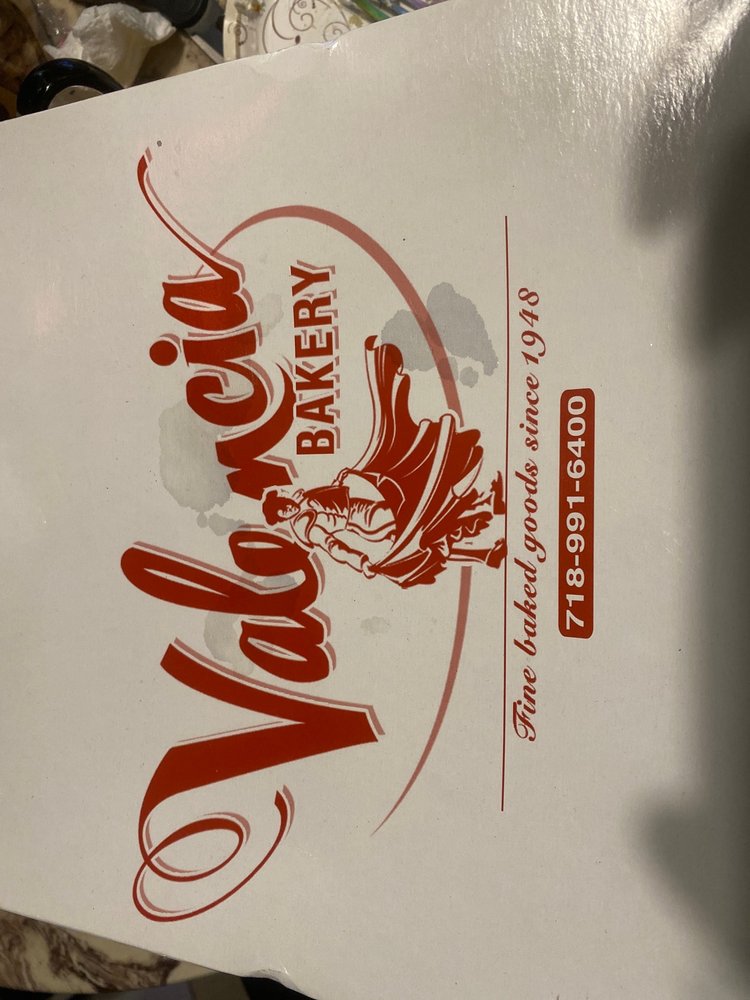 Valencia
BAKERY
Fine baked goods since 1948
718-991-6400